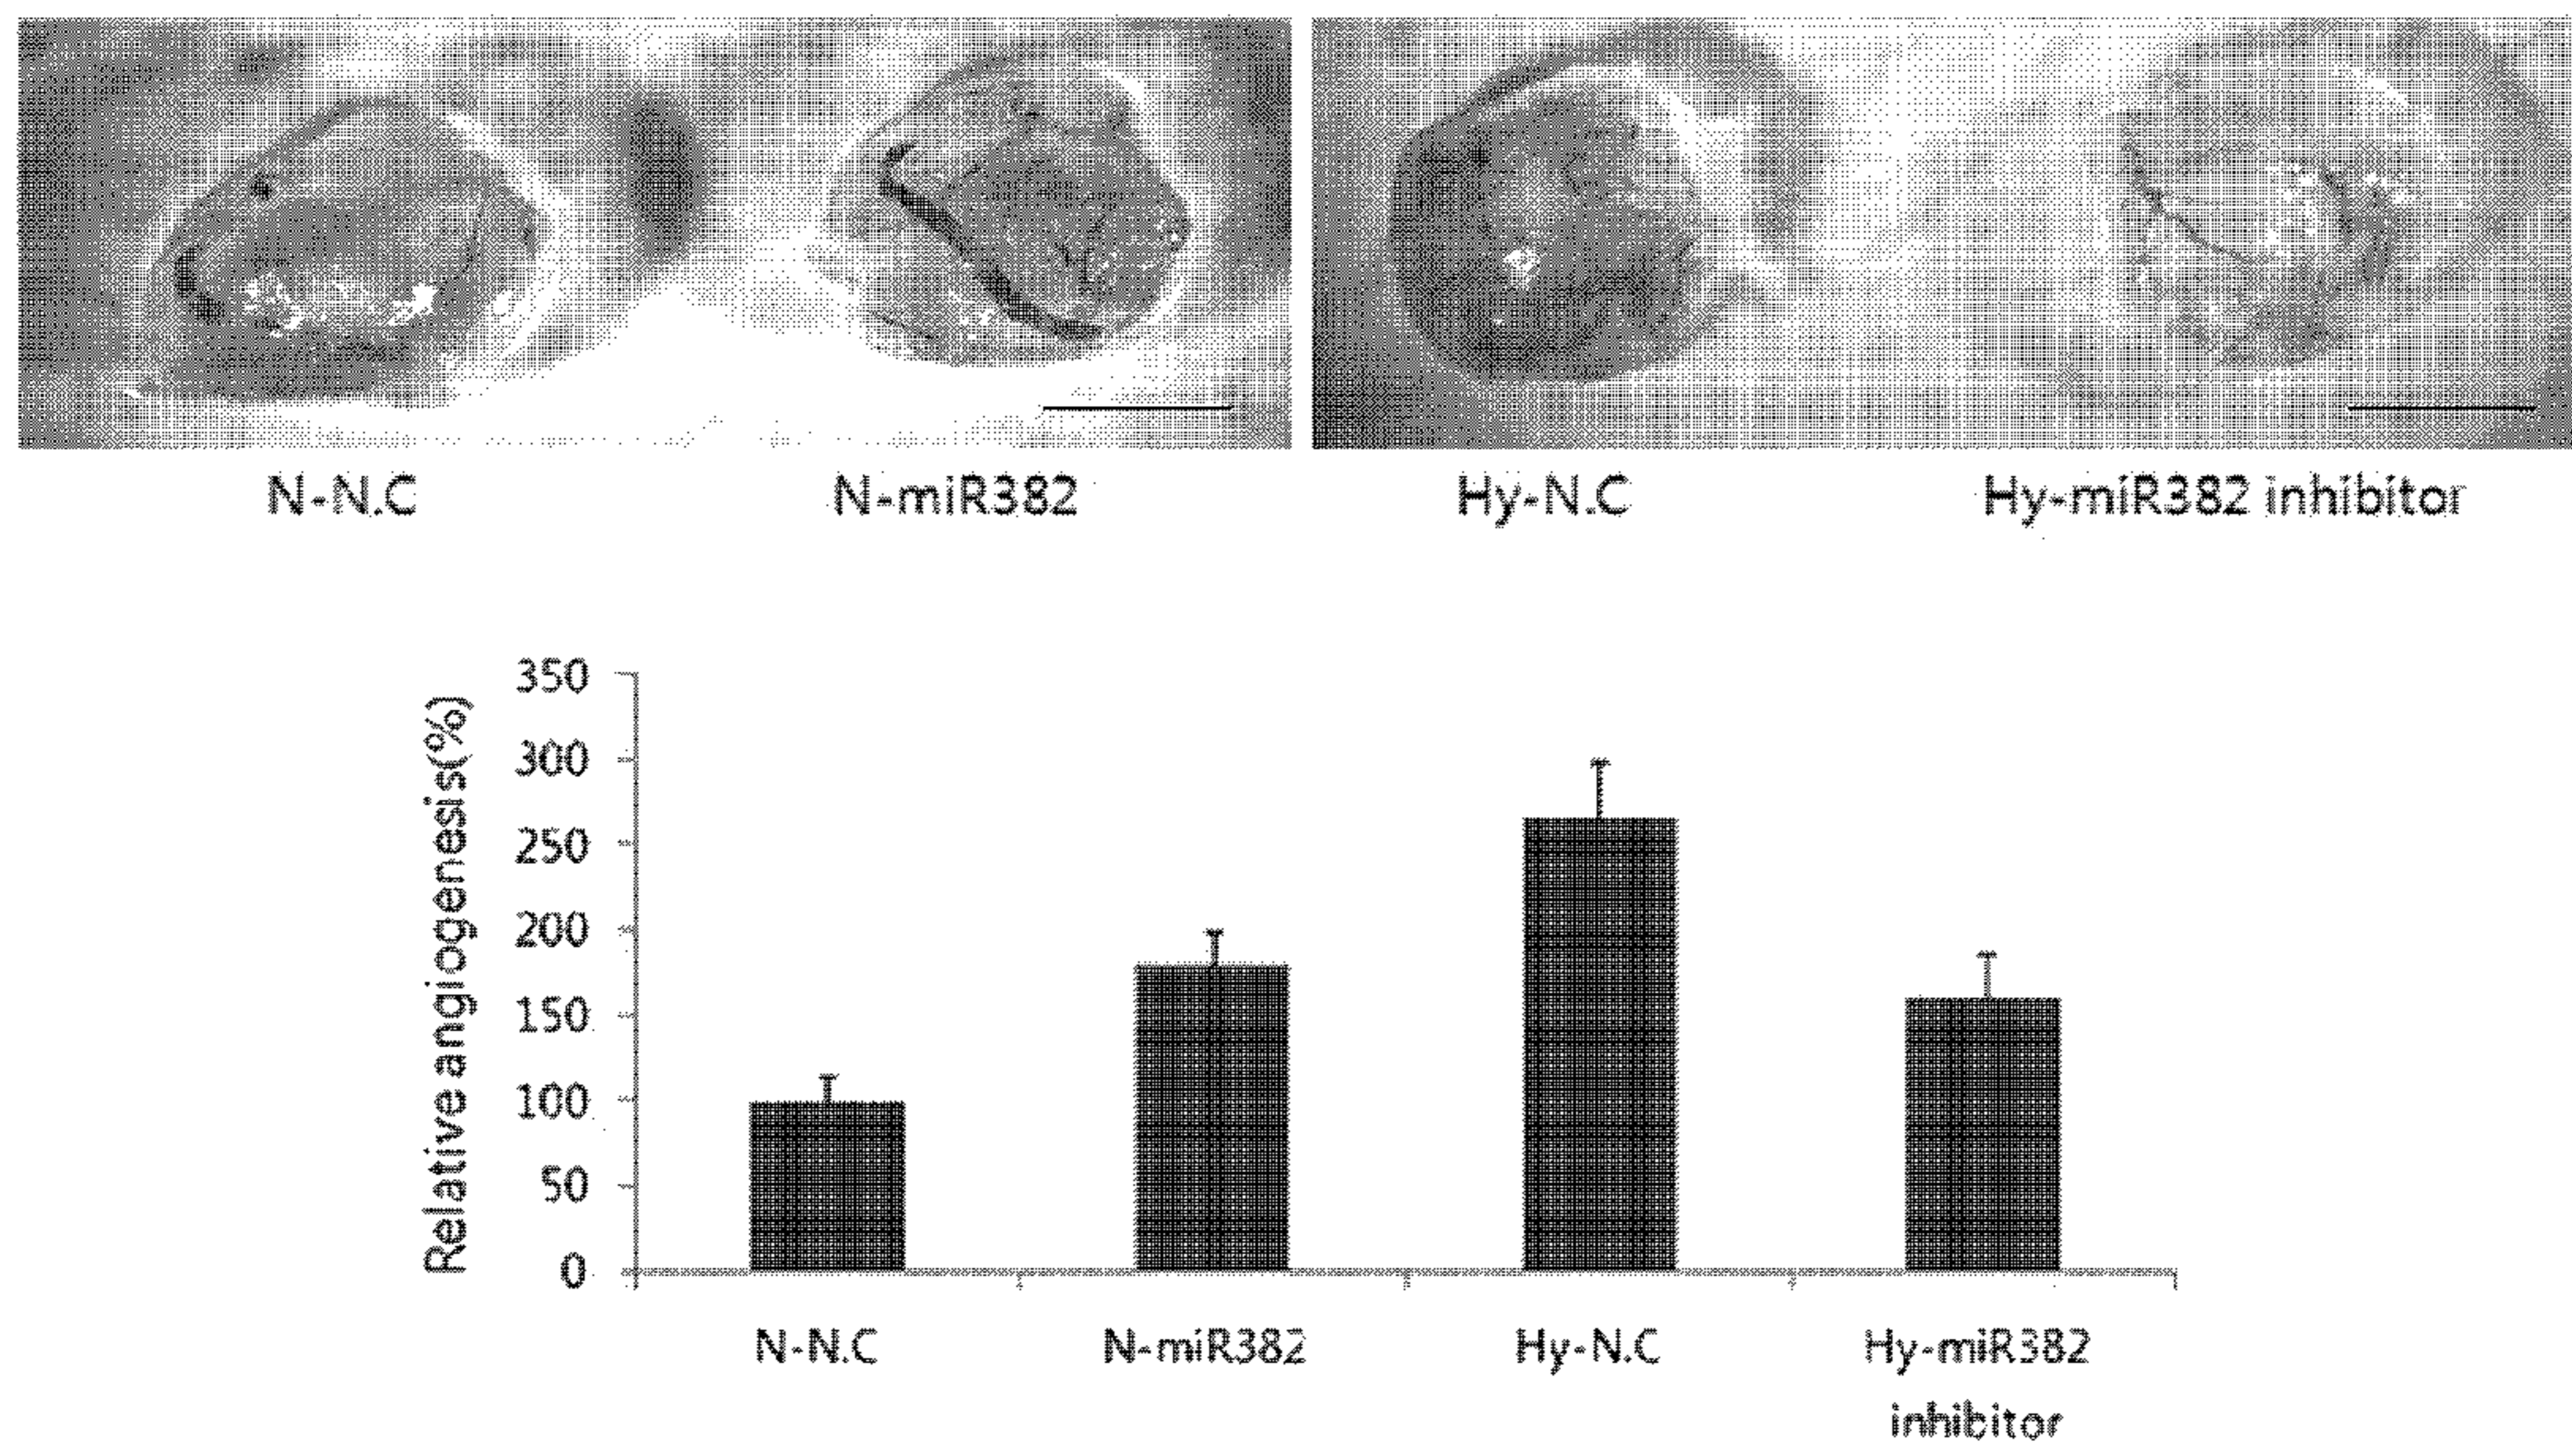 N-N.C
N-miR382
Hy-N.C
Hy-miR382 inhibitor
Relative angiogenesis(%)
350
300
250
200
150
100
50
0
N-N.C
N-miR382
Hy-N.C
Hy-miR382
inhibitor